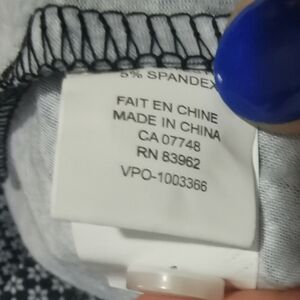 5% SPANDEX
FAIT EN CHINE
MADE IN CHINA
CA 07748
RN 83962
VPO-1003366